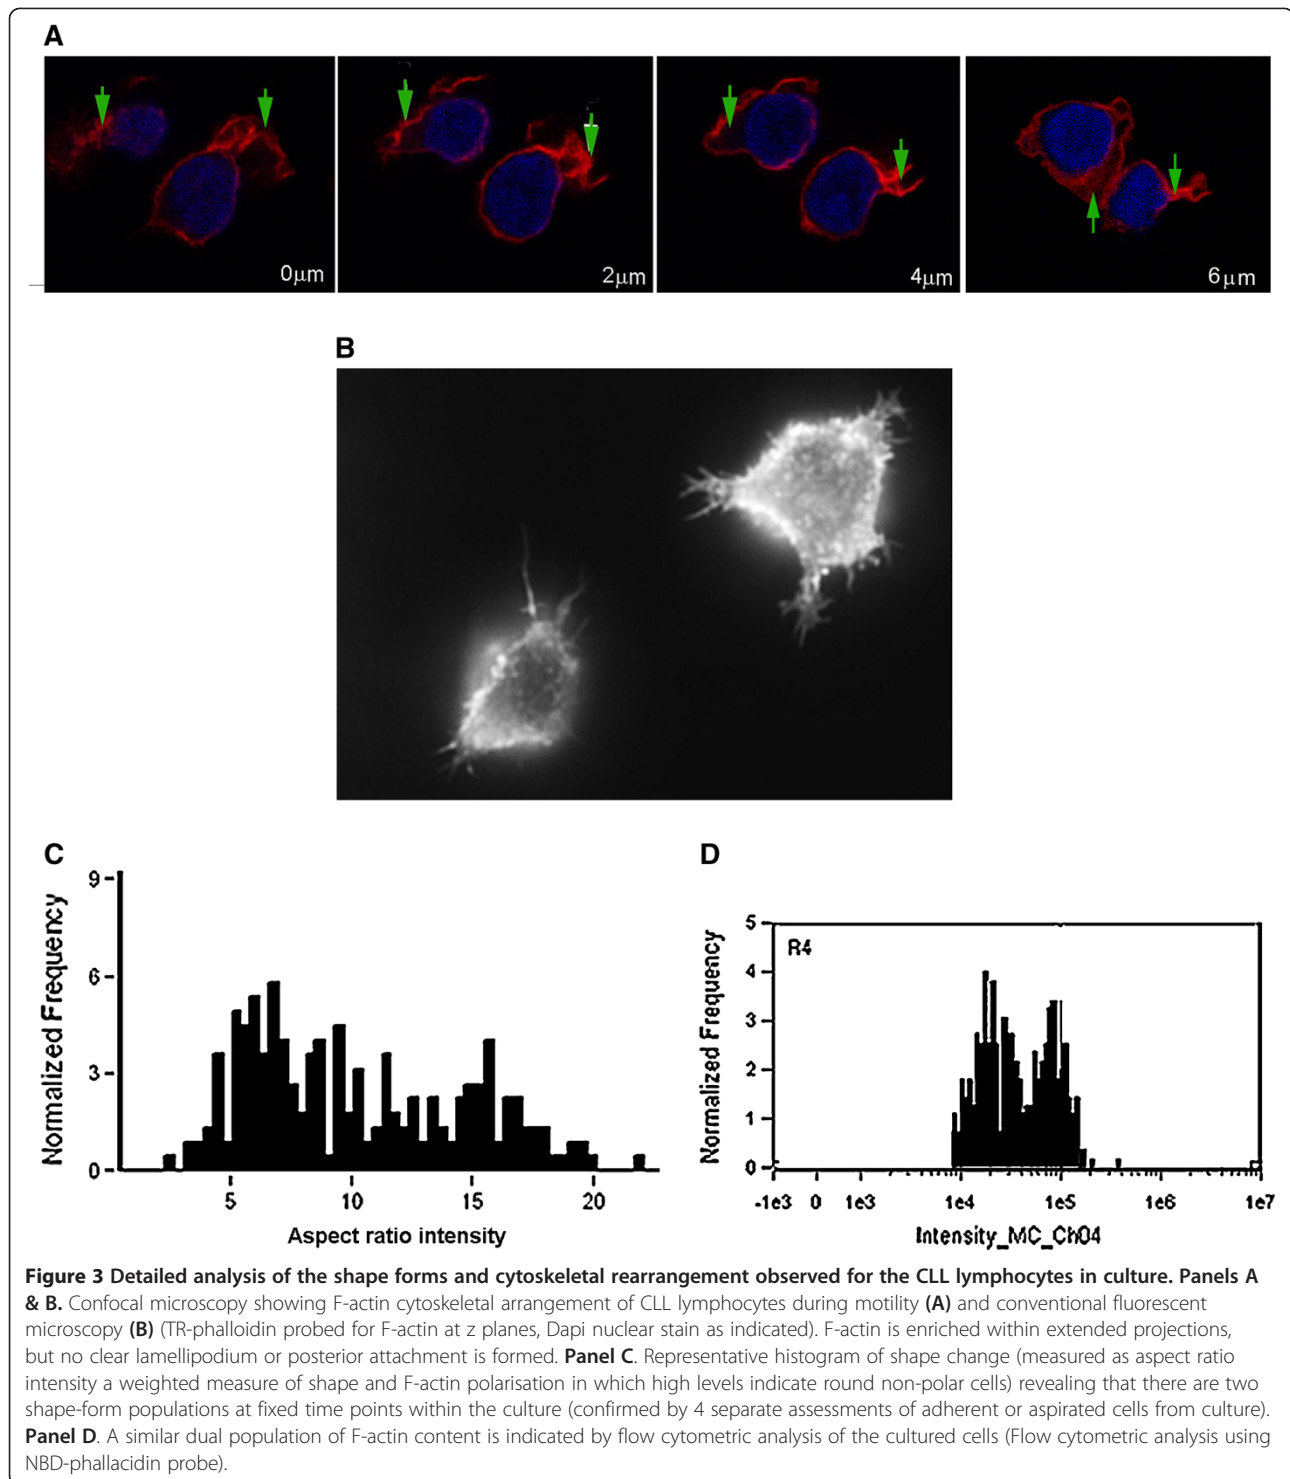 A
0µm
2µm
4µm
6µm
B
C
Normalized Frequency
9
6
3
0
5
10
15
20
Aspect ratio intensity
D
R4
Normalized Frequency
5
4
3
2
1
0
-1e3
0
1e3
1e4
1e5
1e6
1e7
Intensity_MC_Ch04
Figure 3 Detailed analysis of the shape forms and cytoskeletal rearrangement observed for the CLL lymphocytes in culture. Panels A
& B. Confocal microscopy showing F-actin cytoskeletal arrangement of CLL lymphocytes during motility (A) and conventional fluorescent
microscopy (B) (TR-phalloidin probed for F-actin at z planes, Dapi nuclear stain as indicated). F-actin is enriched within extended projections,
but no clear lamellipodium or posterior attachment is formed. Panel C. Representative histogram of shape change (measured as aspect ratio
intensity a weighted measure of shape and F-actin polarisation in which high levels indicate round non-polar cells) revealing that there are two
shape-form populations at fixed time points within the culture (confirmed by 4 separate assessments of adherent or aspirated cells from culture).
Panel D. A similar dual population of F-actin content is indicated by flow cytometric analysis of the cultured cells (Flow cytometric analysis using
NBD-phallacidin probe).